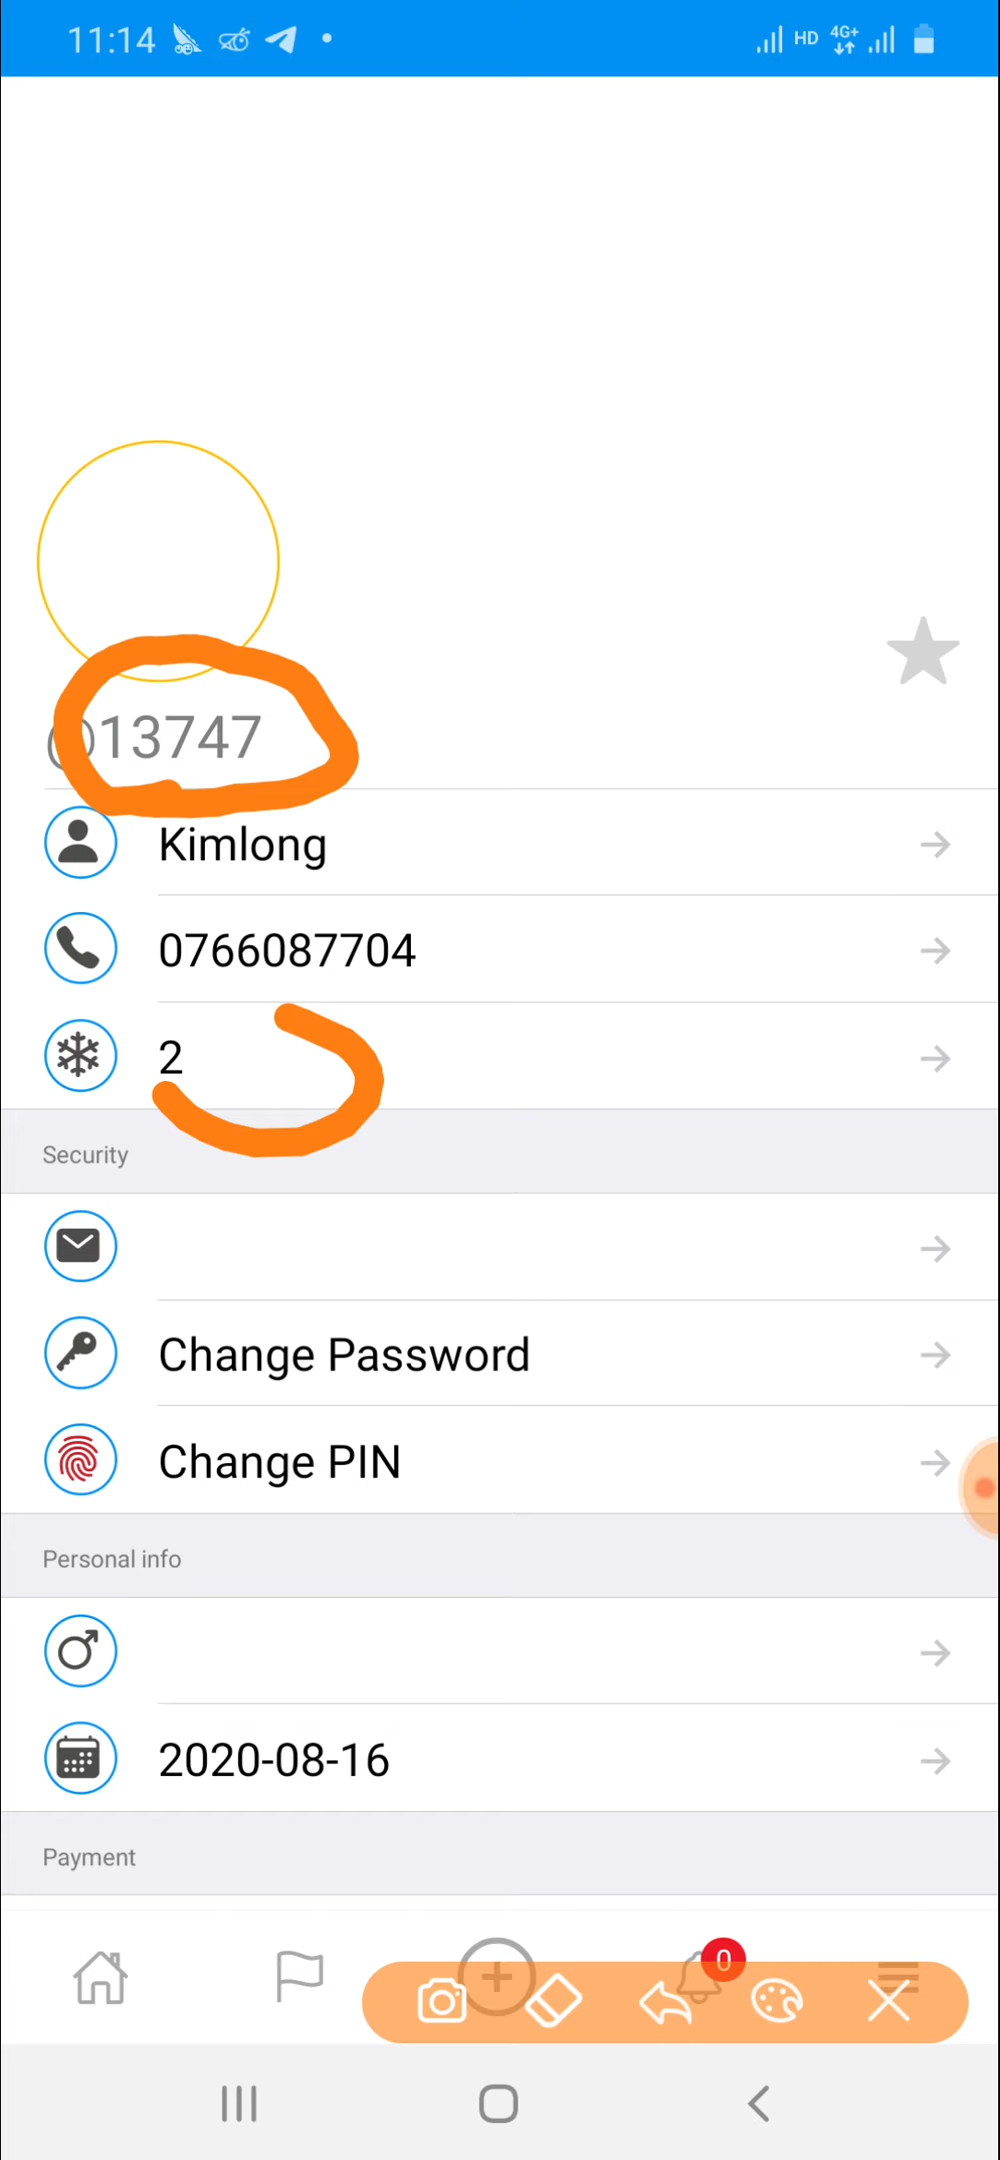 11:14 HD 4G+
@13747
Kimlong
0766087704
2
Security
Change Password
Change PIN
Personal info
2020-08-16
Payment
0